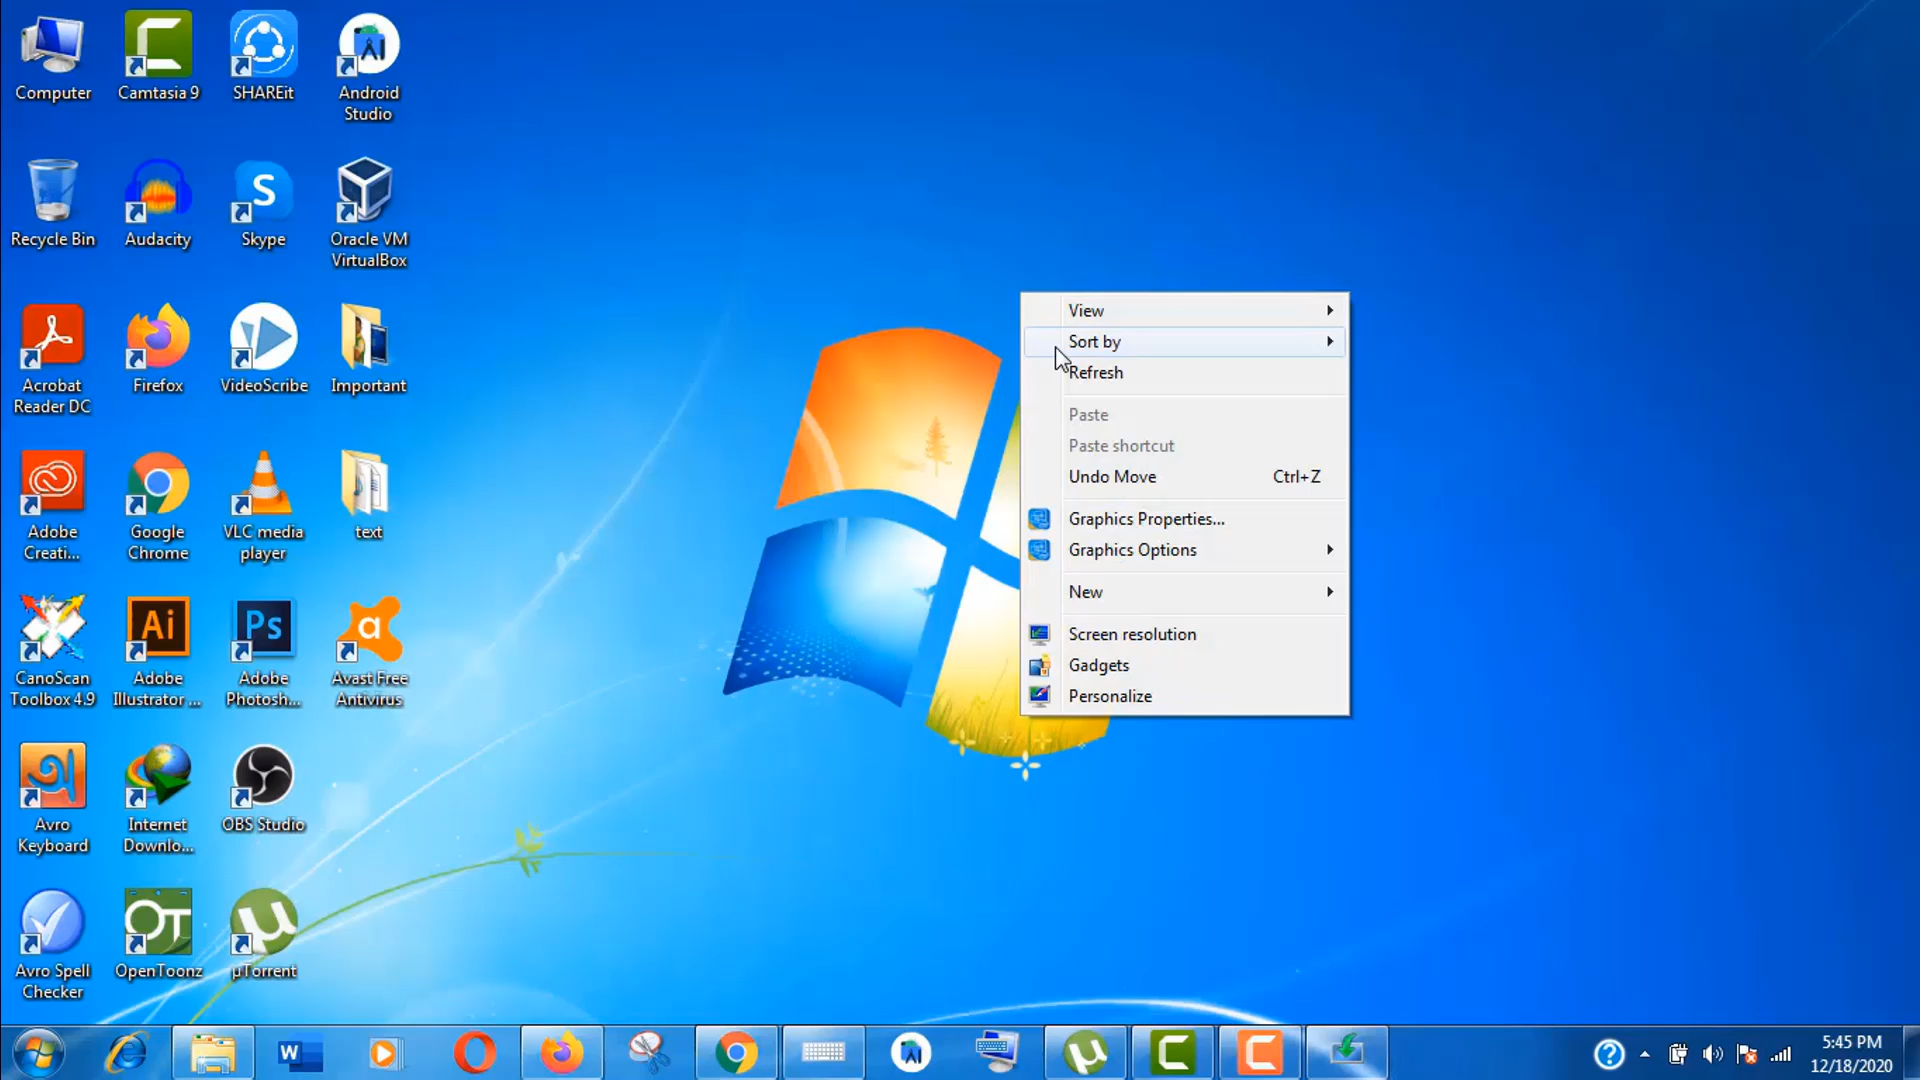 Computer
Camtasia 9
SHAREit
Android
Studio
Recycle Bin
Audacity
Skype
Oracle VM
VirtualBox
Acrobat
Reader DC
Firefox
VideoScribe
Important
Adobe
Creati...
Google
Chrome
VLC media
player
text
CanoScan
Toolbox 4.9
Adobe
Illustrator ...
Adobe
Photosh...
Avast Free
Antivirus
Avro
Keyboard
Internet
Downlo...
OBS Studio
Avro Spell
Checker
OpenToonz
µTorrent
View
Sort by
Refresh
Paste
Paste shortcut
Undo Move Ctrl+Z
Graphics Properties...
Graphics Options
New
Screen resolution
Gadgets
Personalize
5:45 PM
12/18/2020